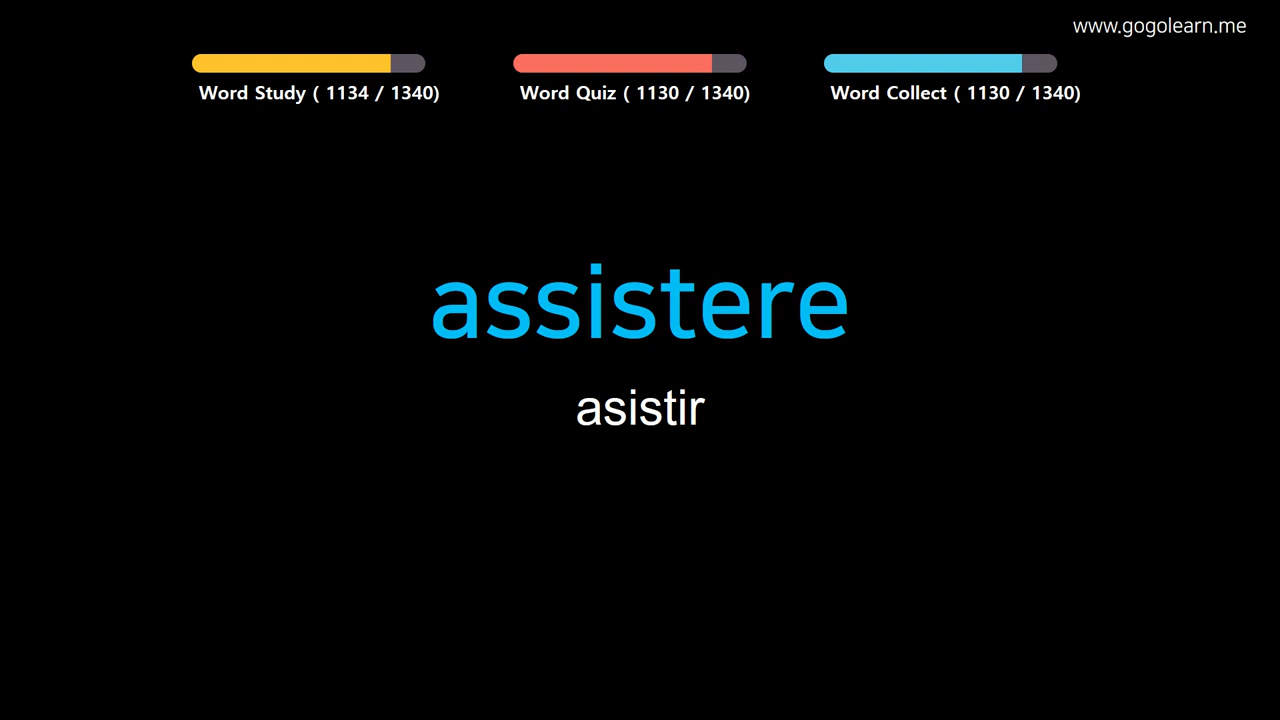 www.gogolearn.me
Word Study ( 1134 / 1340)
Word Quiz ( 1130 / 1340)
Word Collect ( 1130 / 1340)
assistere
asistir